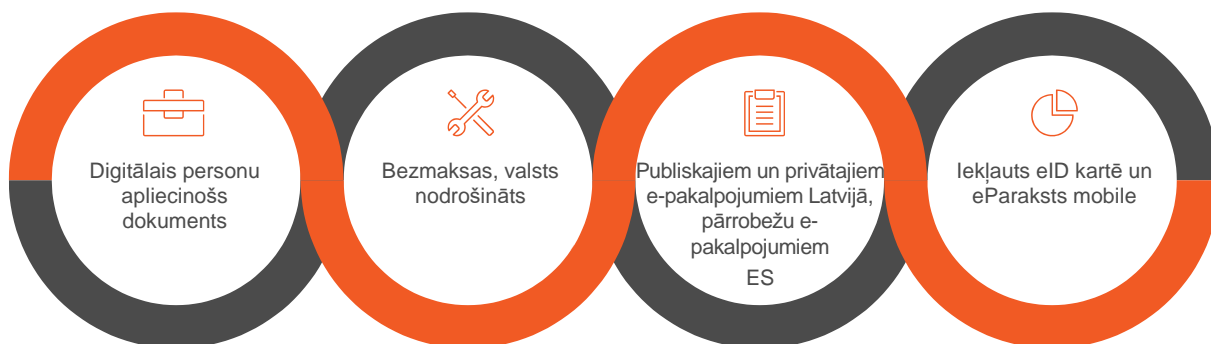 Digitālais personu
apliecinošs
dokuments
Bezmaksas, valsts
nodrošināts
Publiskajiem un privātajiem
e-pakalpojumiem Latvijā,
pārrobežu e-
pakalpojumiem
ES
Iekļauts eID kartē un
eParaksts mobile